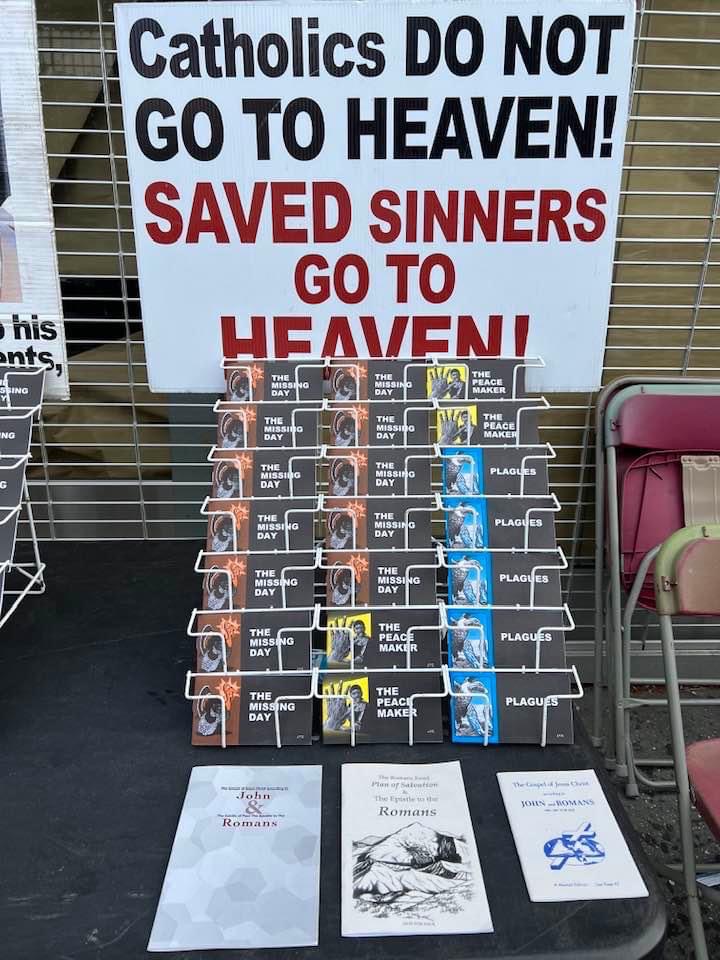 Catholics DO NOT
GO TO HEAVEN!
SAVED SINNERS
GO TO
HEAVEN!
his
ents,
THE
MISSING
DAY
THE
MISSING
DAY
THE
PEACE
MAKER
THE
MISSING
DAY
THE
MISSING
DAY
THE
PEACE
MAKER
THE
MISSING
DAY
THE
MISSING
DAY
PLAGUES
THE
MISSING
DAY
THE
MISSING
DAY
PLAGUES
THE
MISSING
DAY
THE
MISSING
DAY
PLAGUES
THE
MISSING
DAY
THE
PEACE
MAKER
PLAGUES
THE
MISSING
DAY
THE
PEACE
MAKER
PLAGUES
John
&
Romans
The Romans Road
Plan of Salvation
&
The Epistle to the
Romans
The Gospel of Jesus Christ
according to
JOHN and ROMANS